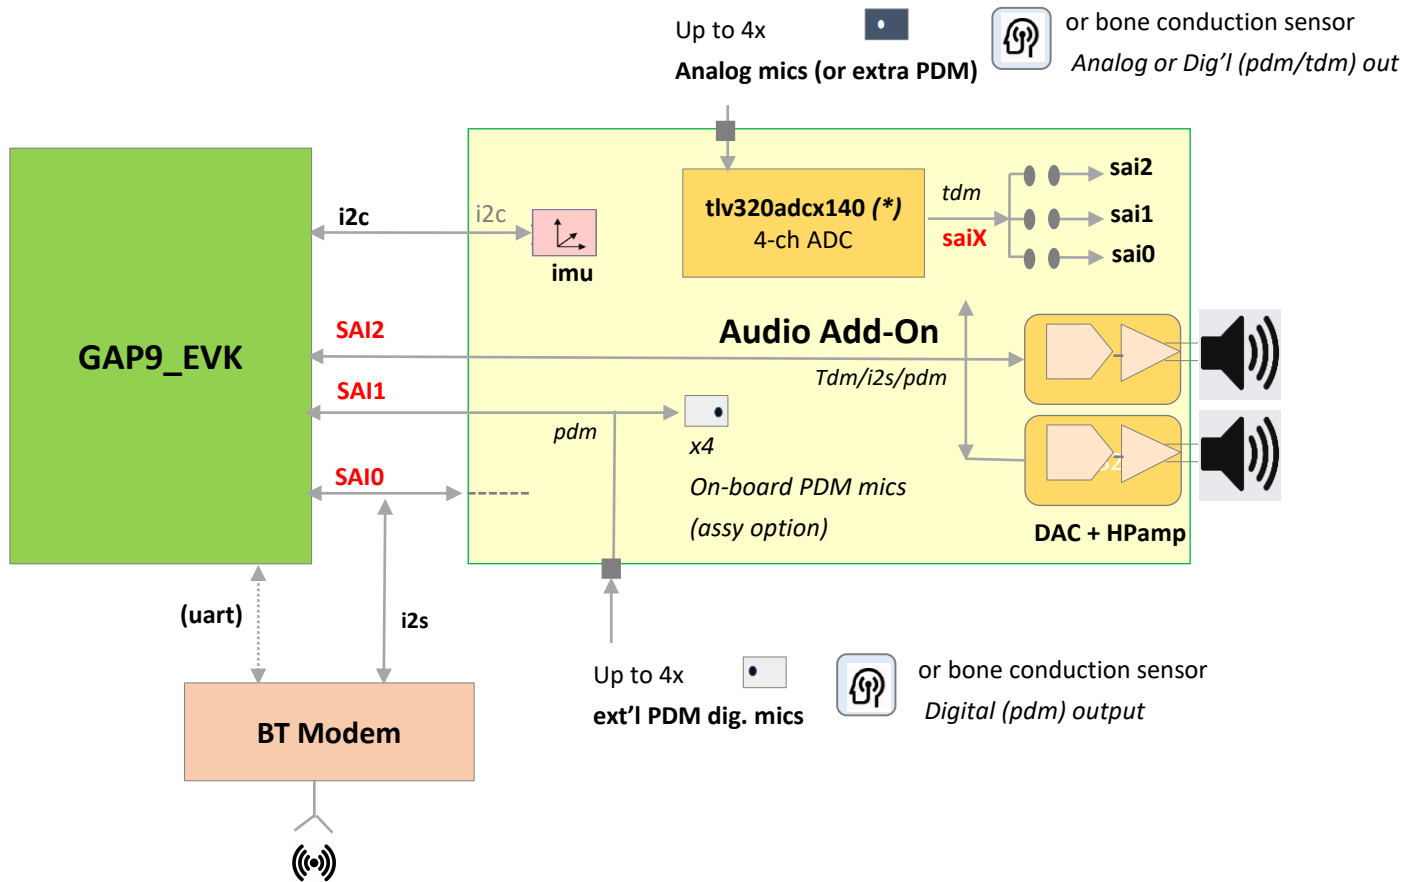 Up to 4x
Analog mics (or extra PDM)
or bone conduction sensor
Analog or Dig'l (pdm/tdm) out
GAP9_EVK
i2c
i2c
imu
tlv320adcx140 (*)
4-ch ADC
tdm
saiX
sai2
sai1
sai0
Audio Add-On
SAI2
Tdm/i2s/pdm
SAI1
pdm
x4
On-board PDM mics
(assy option)
SAI0
DAC + HPamp
(uart)
i2s
BT Modem
Up to 4x
ext'l PDM dig. mics
or bone conduction sensor
Digital (pdm) output